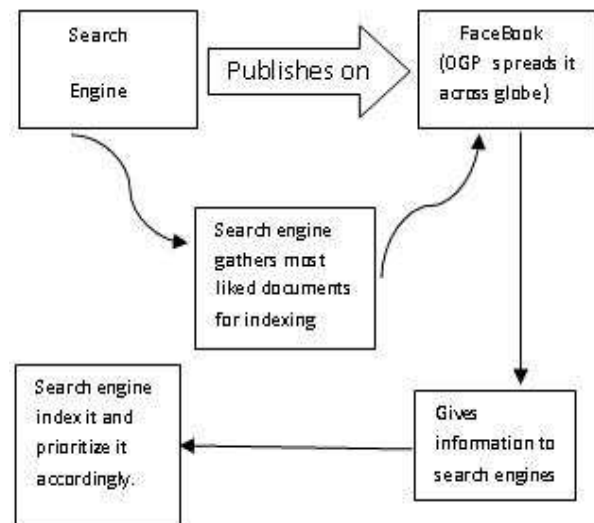 Search
Engine
Publishes on
FaceBook
(OGP spreads it
across globe)
Search engine
gathers most
liked documents
for indexing
Search engine
index it and
prioritize it
accordingly.
Gives
information to
search engines